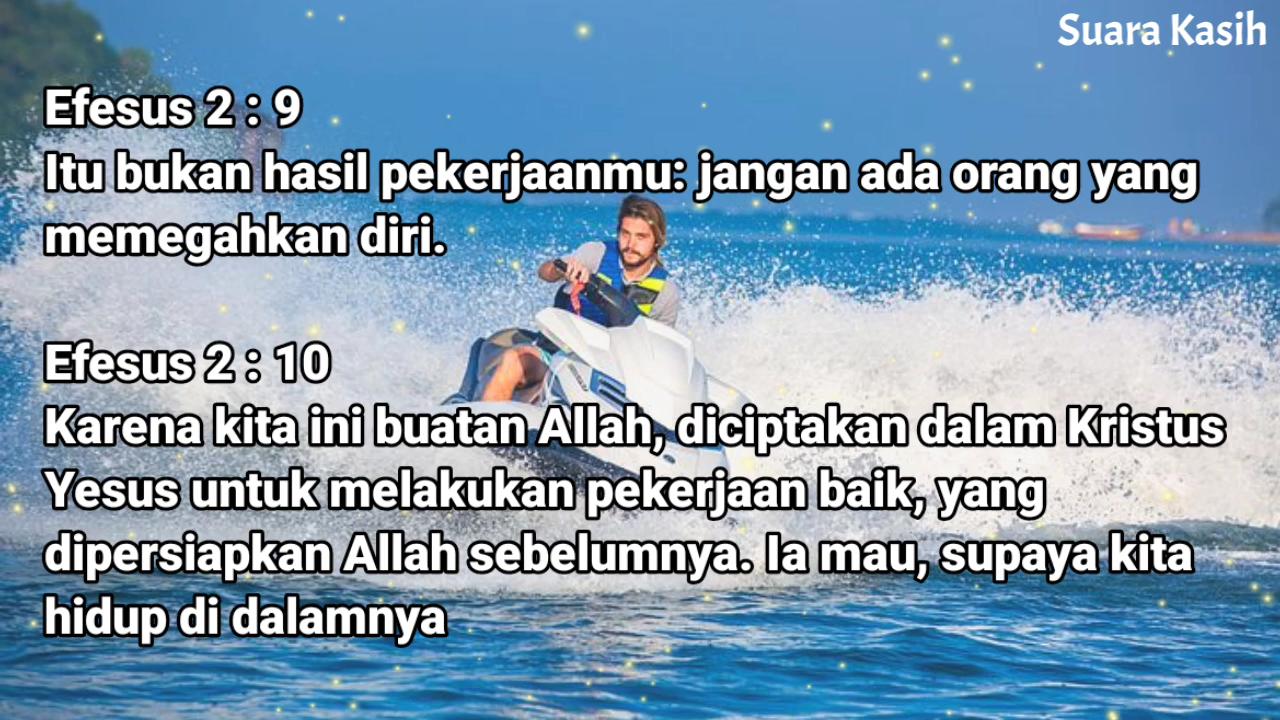 Suara Kasih
Efesus 2 : 9
Itu bukan hasil pekerjaanmu: jangan ada orang yang
memegahkan diri.
Efesus 2 : 10
Karena kita ini buatan Allah, diciptakan dalam Kristus
Yesus untuk melakukan pekerjaan baik, yang
dipersiapkan Allah sebelumnya. Ia mau, supaya kita
hidup di dalamnya